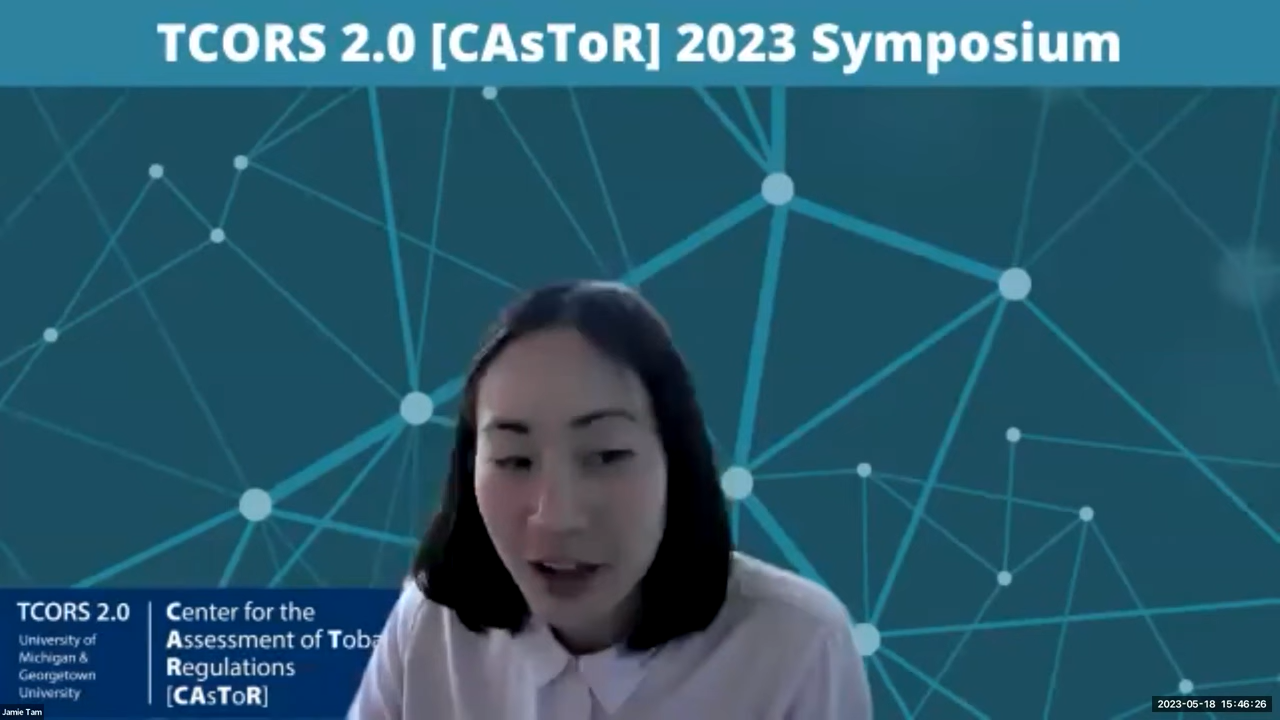 TCORS 2.0 [CAsToR] 2023 Symposium
TCORS 2.0
University of
Michigan &
Georgetown
University
Center for the
Assessment of Toba
Regulations
[CAsToR]
Jamie Tam
2023-05-18 15:46:26